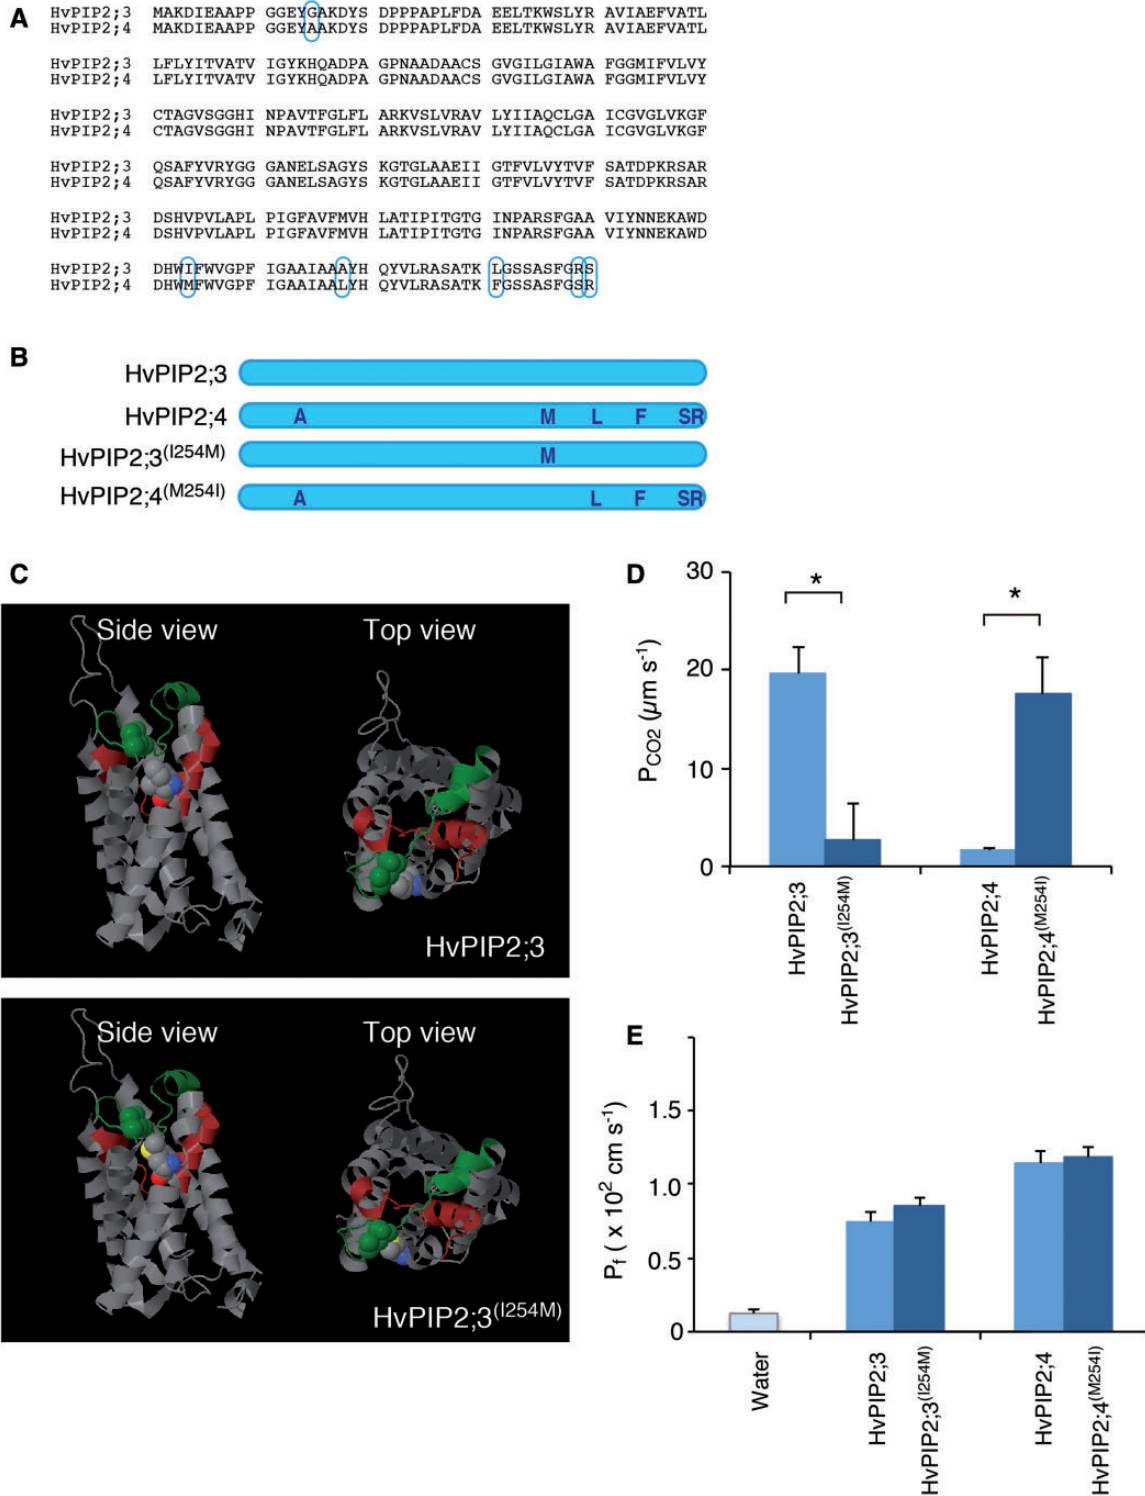 A
HvPIP2;3 MAKDIEAAPP GGEYGAKDYS DPPPAPLFDA EELTKWSLYR AVIAEFVATL
HvPIP2;4 MAKDIEAAPP GGEYAAKDYS DPPPAPLFDA EELTKWSLYR AVIAEFVATL
HvPIP2;3 LFLYITVATV IGYKHQADPA GPNAADAACS GVGILGIAWA FGGMIFVLVY
HvPIP2;4 LFLYITVATV IGYKHQADPA GPNAADAACS GVGILGIAWA FGGMIFVLVY
HvPIP2;3 CTAGVSGGHI NPAVTFGLFL ARKVSLVRAV LYIIAQCLGA ICGVGLVKGF
HvPIP2;4 CTAGVSGGHI NPAVTFGLFL ARKVSLVRAV LYIIAQCLGA ICGVGLVKGF
HvPIP2;3 QSAFYVRYGG GANELSAGYS KGTGLAAEII GTFVLVYTVF SATDPKRSAR
HvPIP2;4 QSAFYVRYGG GANELSAGYS KGTGLAAEII GTFVLVYTVF SATDPKRSAR
HvPIP2;3 DSHVPVLAPL PIGFAVFMVH LATIPITGTG INPARSFGAA VIYNNEKAWD
HvPIP2;4 DSHVPVLAPL PIGFAVFMVH LATIPITGTG INPARSFGAA VIYNNEKAWD
HvPIP2;3 DHWIFWVGPF IGAAIAAAYH QYVLRASATK LGSSASFGRS
HvPIP2;4 DHWMFWVGPF IGAAIAALYH QYVLRASATK FGSSASFGSR
B
HvPIP2;3
HvPIP2;4 A M L F SR
HvPIP2;3(I254M) M
HvPIP2;4(M254I) A L F SR
C
Side view Top view
HvPIP2;3
Side view Top view
HvPIP2;3(I254M)
D
30
20
10
0
PCO2 (µm s-1)
*
*
HvPIP2;3
HvPIP2;3(I254M)
HvPIP2;4
HvPIP2;4(M254I)
E
1.5
1.0
0.5
0
Pf ( x 102 cm s-1)
Water
HvPIP2;3
HvPIP2;3(I254M)
HvPIP2;4
HvPIP2;4(M254I)